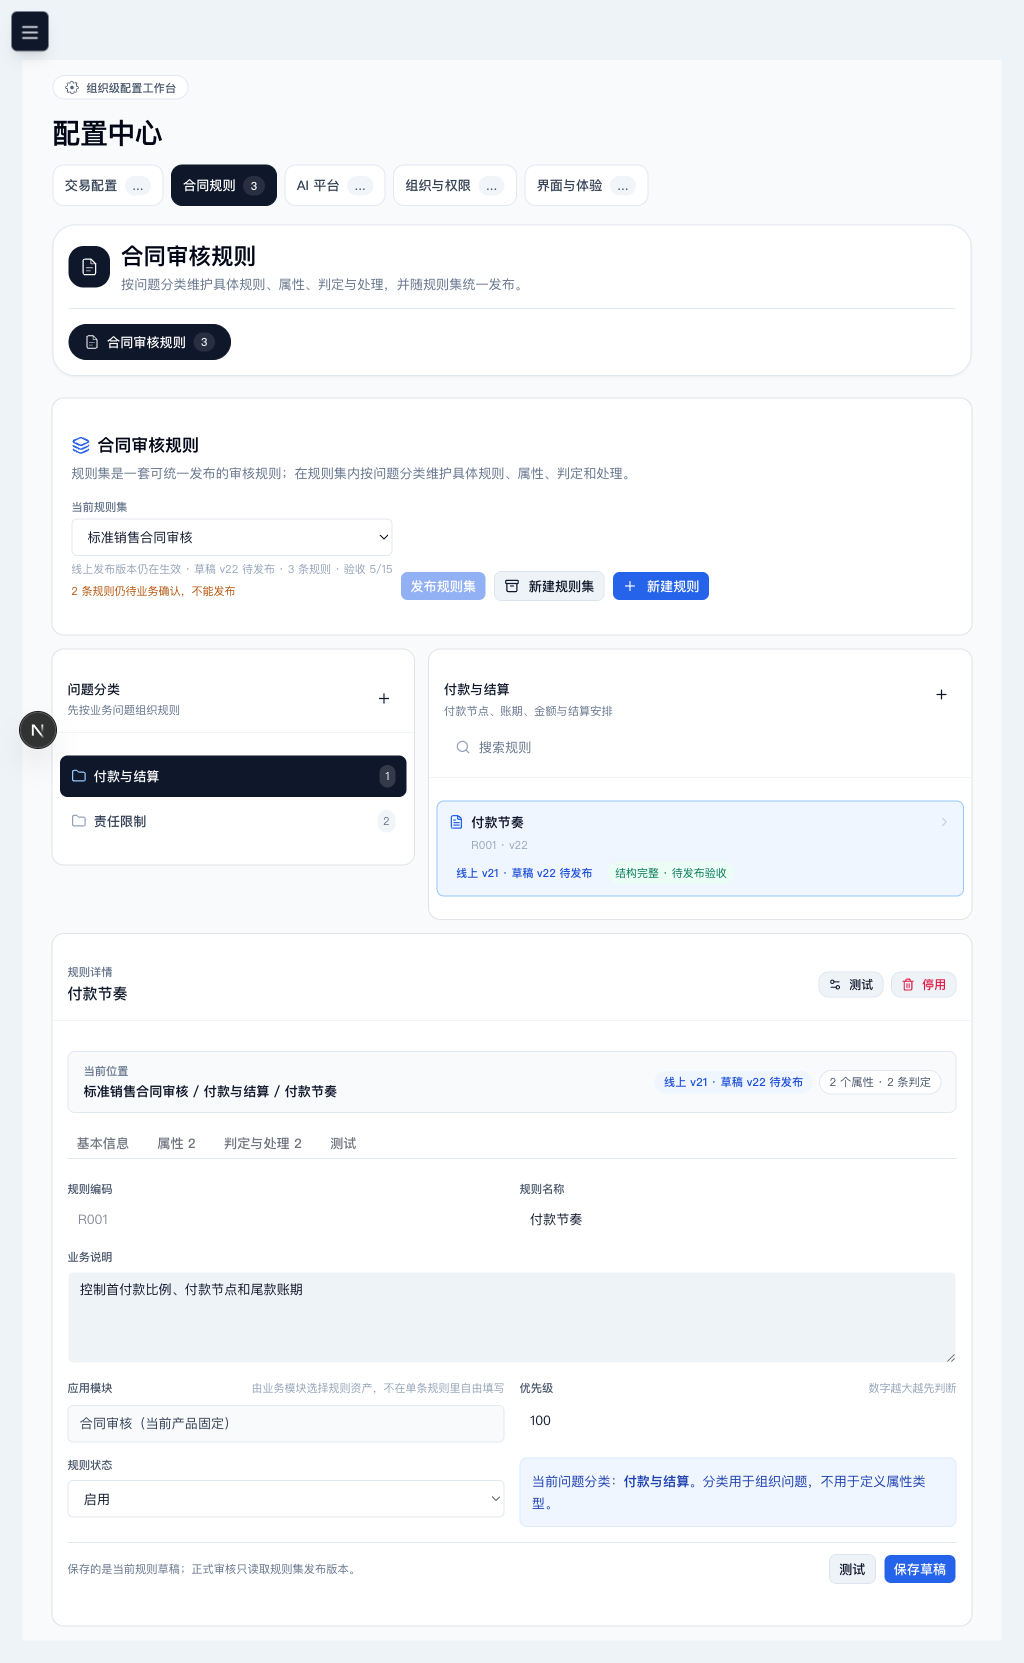 组织级配置工作台
配置中心
交易配置 ...
合同规则 3
AI 平台 ...
组织与权限 ...
界面与体验 ...
合同审核规则
按问题分类维护具体规则、属性、判定与处理，并随规则集统一发布。
合同审核规则 3
合同审核规则
规则集是一套可统一发布的审核规则；在规则集内按问题分类维护具体规则、属性、判定和处理。
当前规则集
标准销售合同审核
线上发布版本仍在生效 · 草稿 v22 待发布 · 3 条规则 · 验收 5/15
2 条规则仍待业务确认，不能发布
发布规则集
新建规则集
新建规则
问题分类
先按业务问题组织规则
付款与结算 1
责任限制 2
付款与结算
付款节点、账期、金额与结算安排
搜索规则
付款节奏
R001 · v22
线上 v21 · 草稿 v22 待发布
结构完整 · 待发布验收
N
规则详情
付款节奏
测试
停用
当前位置
标准销售合同审核 / 付款与结算 / 付款节奏
线上 v21 · 草稿 v22 待发布
2 个属性 · 2 条判定
基本信息
属性 2
判定与处理 2
测试
规则编码
R001
规则名称
付款节奏
业务说明
控制首付款比例、付款节点和尾款账期
应用模块
由业务模块选择规则资产，不在单条规则里自由填写
合同审核（当前产品固定）
优先级
数字越大越先判断
100
规则状态
启用
当前问题分类：付款与结算。分类用于组织问题，不用于定义属性类
型。
保存的是当前规则草稿；正式审核只读取规则集发布版本。
测试
保存草稿